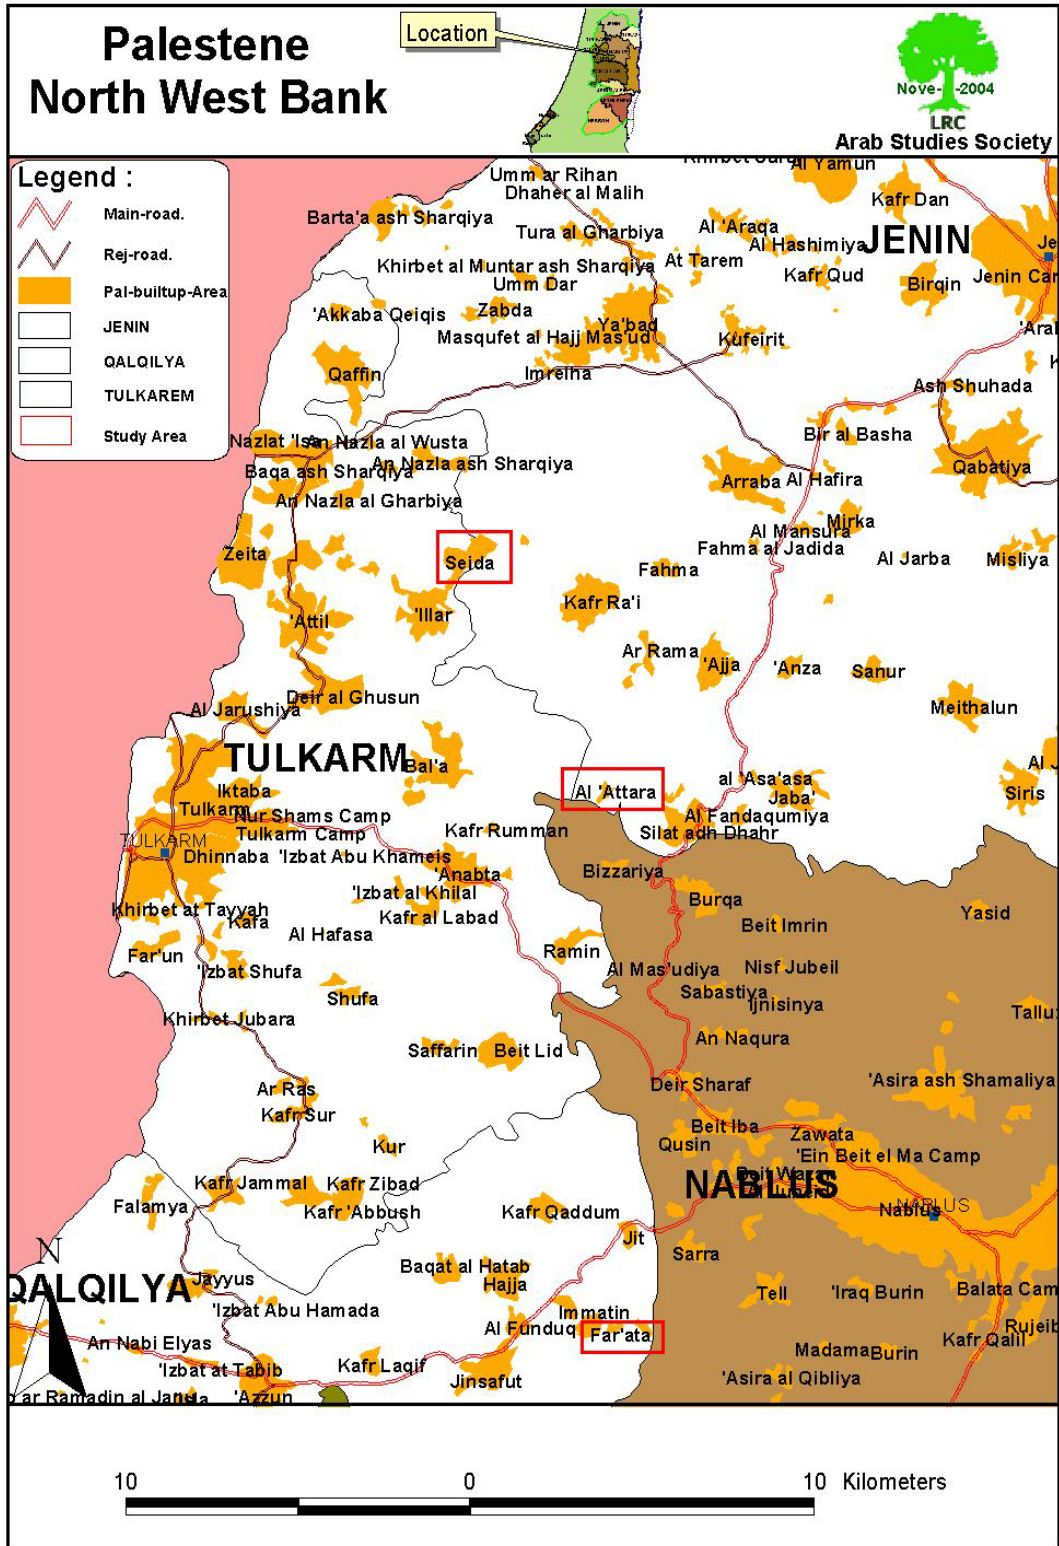 Palestene
North West Bank
Location
Nove- -2004
LRC
Arab Studies Society
Legend :
Main-road.
Rej-road.
Pal-builtup-Area
JENIN
QALQILYA
TULKAREM
Study Area
Umm ar Rihan
Al Yamun
Dhaher al Malih
Kafr Dan
Barta'a ash Sharqiya
Tura al Gharbiya
Al 'Araqa
Al Hashimiya
JENIN
Khirbet al Muntar ash Sharqiya
At Tarem
Kafr Qud
Umm Dar
Birqin
'Akkaba
Qeiqis
Zabda
Ya'bad
Masqufet al Hajj Mas'ud
Kufeirit
Qaffin
Imreiha
Ash Shuhada
Nazlat 'Isa
An Nazla al Wusta
Bir al Basha
Baqa ash Sharqiya
An Nazla ash Sharqiya
Qabatiya
Arraba
Al Hafira
An Nazla al Gharbiya
Mirka
Al Mansura
Zeita
Seida
Fahma al Jadida
Al Jarba
Misliya
Fahma
Kafr Ra'i
'Attil
'Illar
Ar Rama
'Ajja
'Anza
Sanur
Deir al Ghusun
Al Jarushiya
Meithalun
TULKARM
Bal'a
al 'Asa'asa
Iktaba
Al 'Attara
Jaba'
Siris
Tulkarm
Nur Shams Camp
Al Fandaqumiya
TULKARM
Tulkarm Camp
Kafr Rumman
Silat adh Dhahr
Dhinnaba
'Izbat Abu Khameis
'Anabta
Bizzariya
'Izbat al Khilal
Burqa
Khirbet at Tayyah
Kafr al Labad
Yasid
Kafa
Al Hafasa
Beit Imrin
Far'un
Ramin
'Izbat Shufa
Al Mas'udiya
Nisf Jubeil
Shufa
Sabastiya
Ijnisinya
Khirbet Jubara
An Naqura
Saffarin
Beit Lid
Ar Ras
Deir Sharaf
'Asira ash Shamaliya
Kafr Sur
Beit Iba
Zawata
Kur
Qusin
'Ein Beit el Ma Camp
Kafr Jammal
Kafr Zibad
NABLUS
Falamya
Kafr 'Abbush
Kafr Qaddum
Nablus
NABLUS
N
Jit
Sarra
Baqat al Hatab
QALQILYA
Jayyus
Hajja
Tell
'Iraq Burin
Balata Cam
'Izbat Abu Hamada
Immatin
Al Funduq
Far'ata
Rujeib
An Nabi Elyas
Kafr Qalil
Madama
Burin
'Izbat at Tabib
Kafr Laqif
'Asira al Qibliya
Jinsafut
'Azzun
10
0
10
Kilometers